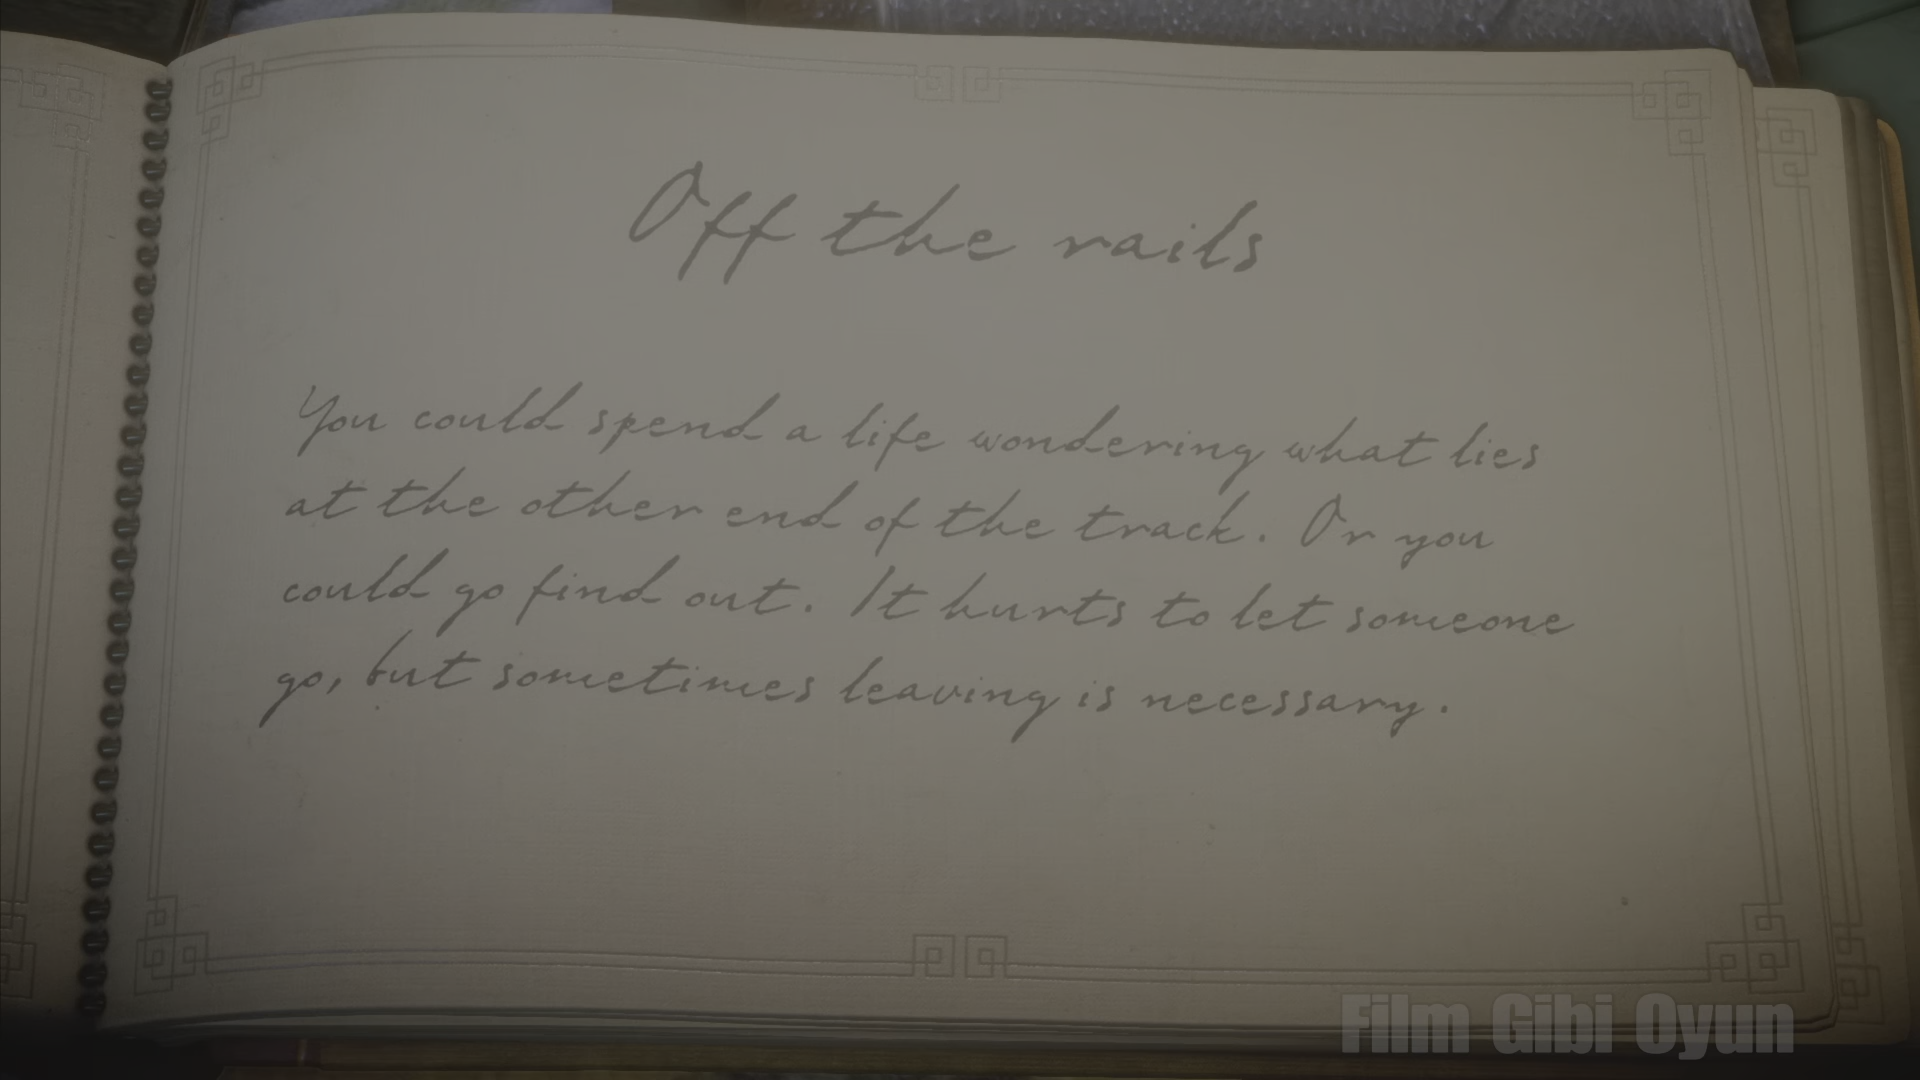 Off the rails
You could spend a life wondering what lies
at the other end of the track. Or you
could go find out. It hurts to let someone
go, but sometimes leaving is necessary.
Film Gibi Oyun